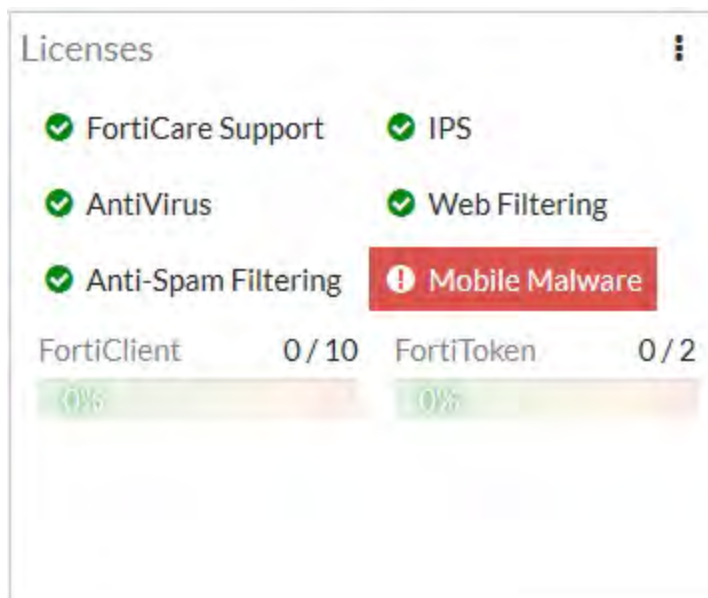 Licenses
FortiCare Support IPS
AntiVirus Web Filtering
Anti-Spam Filtering Mobile Malware
FortiClient 0 / 10 FortiToken 0 / 2
0% 0%